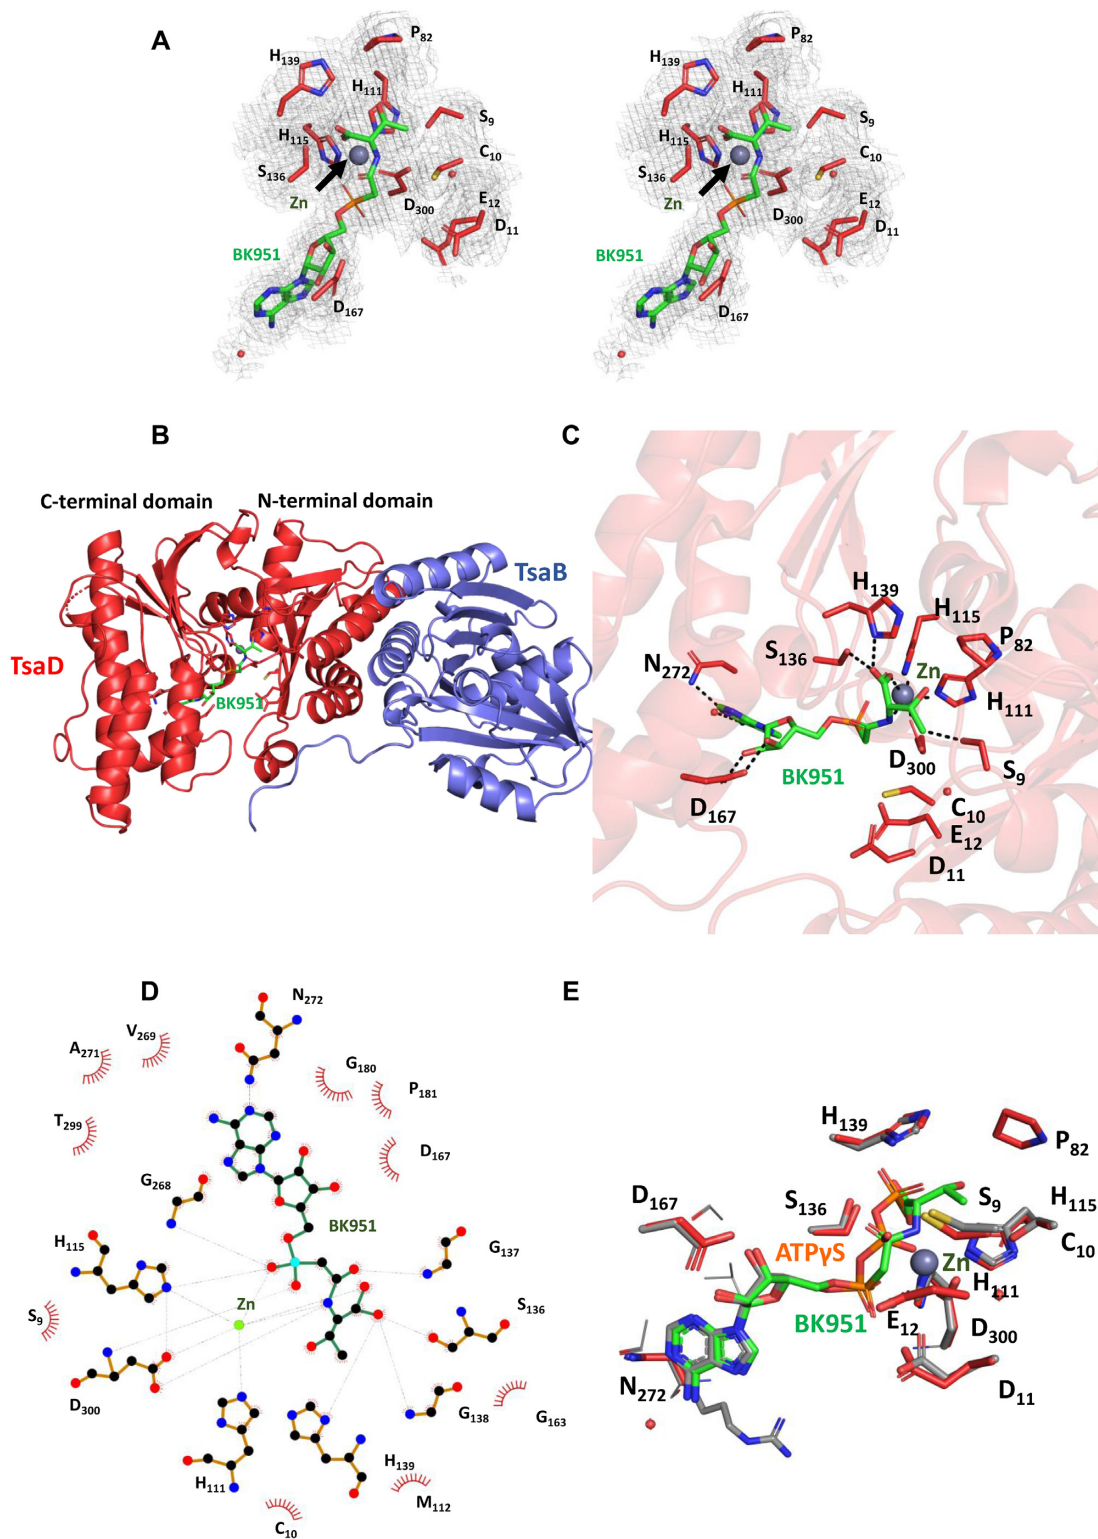 A
P82
H139
H111
S9
H115
C10
S136
Zn
D300
E12
D11
BK951
D167
P82
H139
H111
S9
H115
C10
S136
Zn
D300
E12
D11
BK951
D167
B
C-terminal domain
N-terminal domain
TsaB
TsaD
BK951
C
H139
H115
P82
S136
Zn
N272
H111
D300
S9
BK951
D167
C10
E12
D11
D
N272
V269
A271
G180
P181
T299
D167
G268
BK951
H115
G137
Zn
S9
S136
D300
G138
G163
H139
H111
M112
C10
E
H139
P82
D167
S136
S9
H115
C10
ATPγS
Zn
H111
BK951
E12
D300
N272
D11